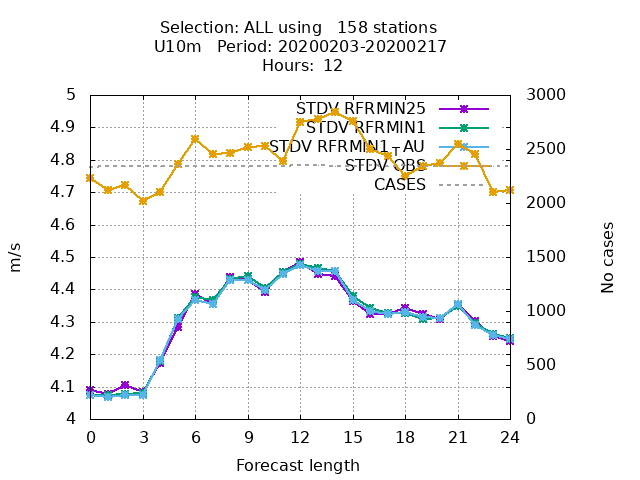 Selection: ALL using   158 stations
U10m   Period: 20200203-20200217
Hours:  12
STDV RFRMIN25
STDV RFRMIN1
STDV RFRMIN1_AU
STDV OBS
CASES
5
4.9
4.8
4.7
4.6
4.5
4.4
4.3
4.2
4.1
4
m/s
3000
2500
2000
1500
1000
500
0
No cases
0 3 6 9 12 15 18 21 24
Forecast length